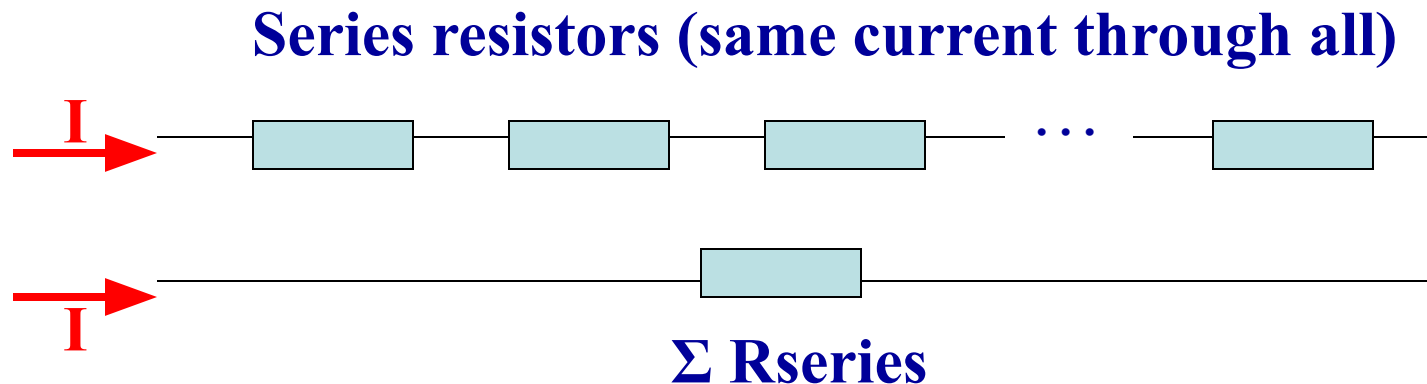 Series resistors (same current through all)
I
. . .
I
Σ Rseries